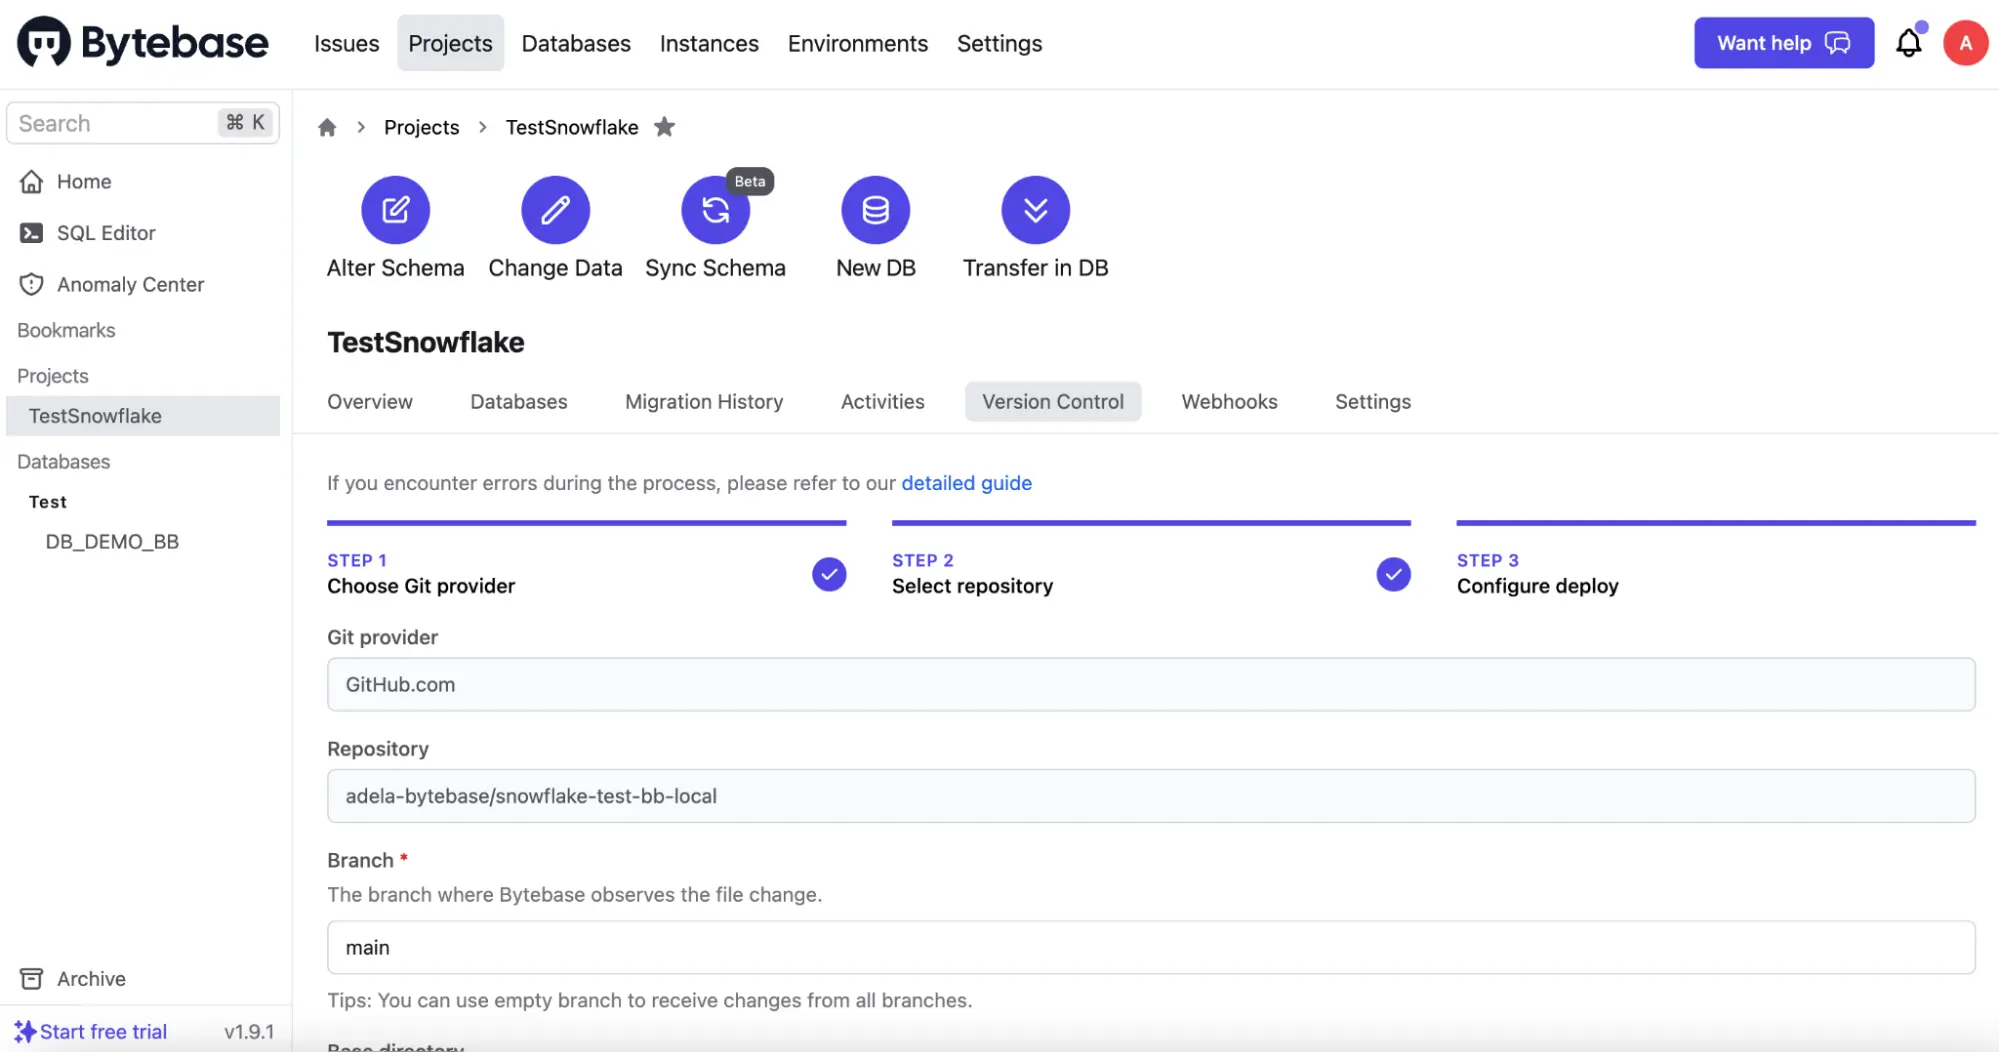 Bytebase
Issues Projects Databases Instances Environments Settings
Want help
A
Search ⌘ K
Home
SQL Editor
Anomaly Center
Bookmarks
Projects
TestSnowflake
Databases
Test
DB_DEMO_BB
Archive
Start free trial v1.9.1
Projects > TestSnowflake
Beta
Alter Schema Change Data Sync Schema New DB Transfer in DB
TestSnowflake
Overview Databases Migration History Activities Version Control Webhooks Settings
If you encounter errors during the process, please refer to our detailed guide
STEP 1
Choose Git provider
STEP 2
Select repository
STEP 3
Configure deploy
Git provider
GitHub.com
Repository
adela-bytebase/snowflake-test-bb-local
Branch *
The branch where Bytebase observes the file change.
main
Tips: You can use empty branch to receive changes from all branches.
Base directory